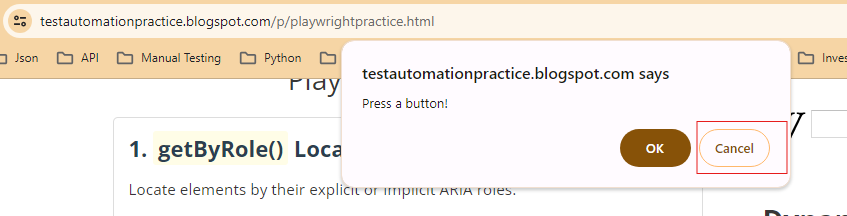 testautomationpractice.blogspot.com/p/playwrightpractice.html
Json API Manual Testing Python Inves
testautomationpractice.blogspot.com says
Press a button!
OK Cancel
Play
1. getByRole() Loca
Locate elements by their explicit or implicit ARIA roles.